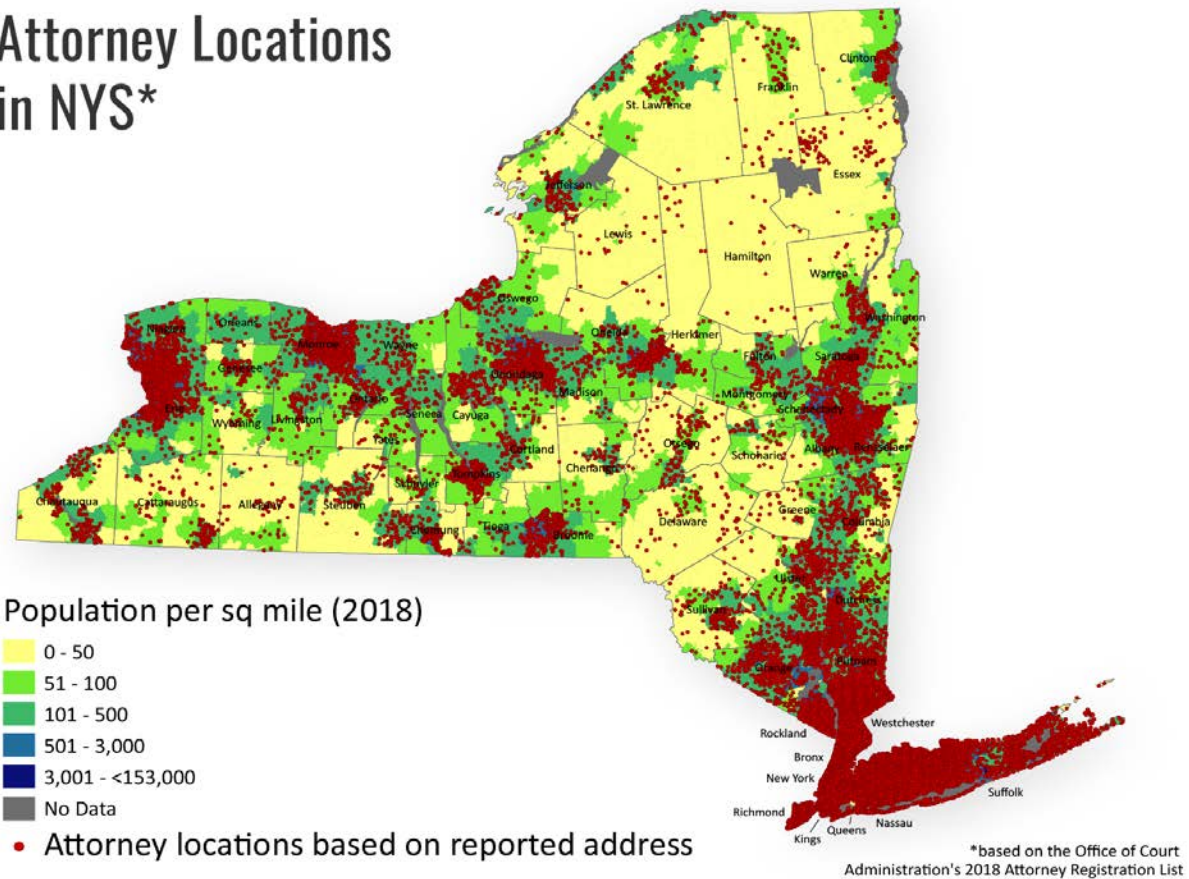 Attorney Locations
in NYS*
Clinton
Franklin
St. Lawrence
Essex
Jefferson
Lewis
Hamilton
Warren
Oswego
Washington
Niagara
Orleans
Oneida
Herkimer
Monroe
Wayne
Fulton
Saratoga
Genesee
Onondaga
Madison
Montgomery
Ontario
Schenectady
Erie
Seneca
Cayuga
Wyoming
Livingston
Yates
Otsego
Cortland
Albany
Rensselaer
Schoharie
Chenango
Tompkins
Schuyler
Chautauqua
Cattaraugus
Allegany
Steuben
Greene
Delaware
Columbia
Chemung
Tioga
Broome
Ulster
Dutchess
Sullivan
Orange
Putnam
Population per sq mile (2018)
0 - 50
51 - 100
101 - 500
501 - 3,000
3,001 - <153,000
No Data
Attorney locations based on reported address
Westchester
Rockland
Bronx
New York
Suffolk
Richmond
Nassau
Queens
Kings
*based on the Office of Court
Administration's 2018 Attorney Registration List